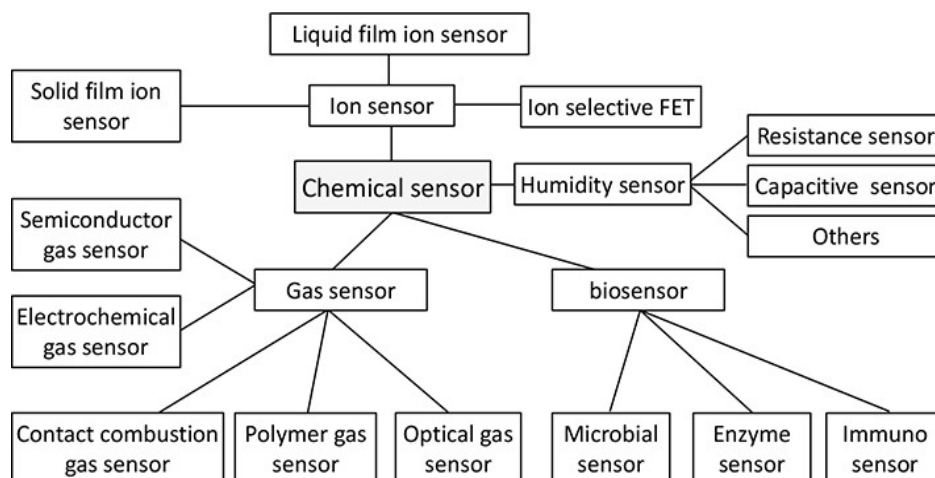 Liquid film ion sensor
Solid film ion
sensor
Ion sensor
Ion selective FET
Resistance sensor
Chemical sensor
Humidity sensor
Capacitive sensor
Others
Semiconductor
gas sensor
Gas sensor
biosensor
Electrochemical
gas sensor
Contact combustion
gas sensor
Polymer gas
sensor
Optical gas
sensor
Microbial
sensor
Enzyme
sensor
Immuno
sensor